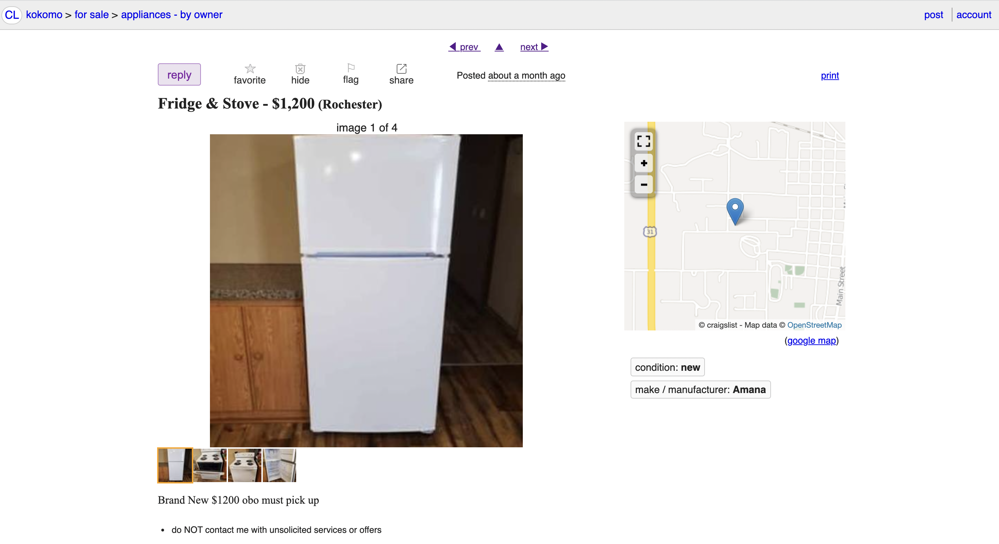 CL kokomo > for sale > appliances - by owner
post | account
◀ prev ▲ next ▶
reply
favorite
hide
flag
share
Posted about a month ago
print
Fridge & Stove - $1,200 (Rochester)
image 1 of 4
+
−
31
Main Street
© craigslist - Map data © OpenStreetMap
(google map)
condition: new
make / manufacturer: Amana
Brand New $1200 obo must pick up
• do NOT contact me with unsolicited services or offers